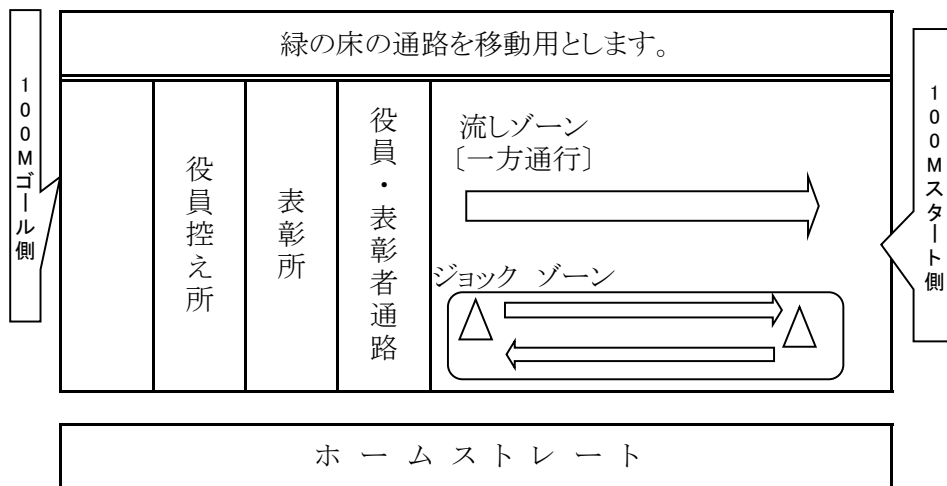 緑の床の通路を移動用とします。
100Mゴール側
役員控え所
表彰所
役員・表彰者通路
流しゾーン
〔一方通行〕
ジョック ゾーン
100Mスタート側
ホームストレート